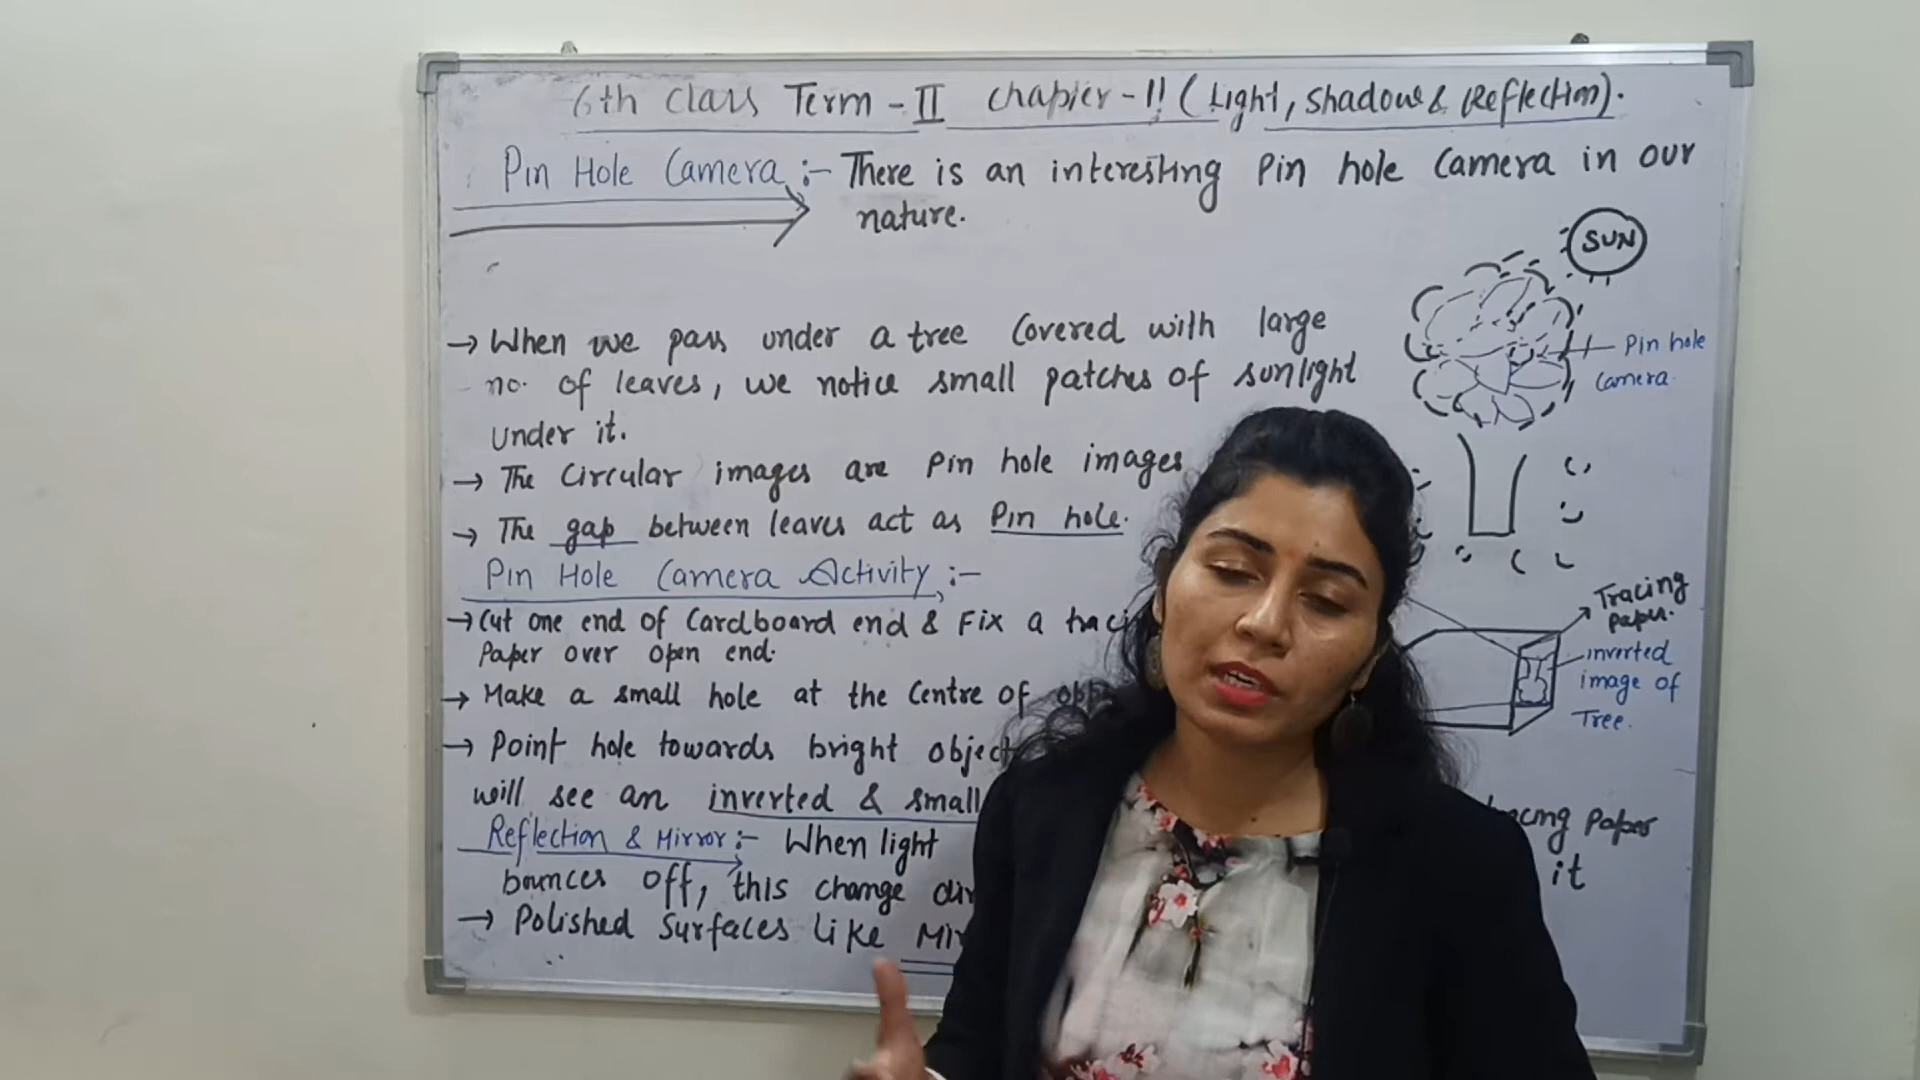 6th Class Term - II Chapter - 11 (Light, Shadows & Reflection).
Pin Hole Camera :- There is an interesting Pin hole Camera in our
nature.
SUN
Pin hole
Camera.
→ When we pass under a tree Covered with large
no. of leaves, we notice small patches of sunlight
under it.
→ The Circular images are Pin hole images
→ The gap between leaves act as Pin hole.
Pin Hole Camera Activity :-
→ Cut one end of Cardboard end & Fix a
Paper over open end.
→ Make a small hole at the Centre of
→ Point hole towards bright object
will see an inverted & small
Tracing
Paper.
inverted
image of
Tree.
Paper
it
Reflection & Mirror :- When light
bounces off, this change
→ Polished Surfaces Like